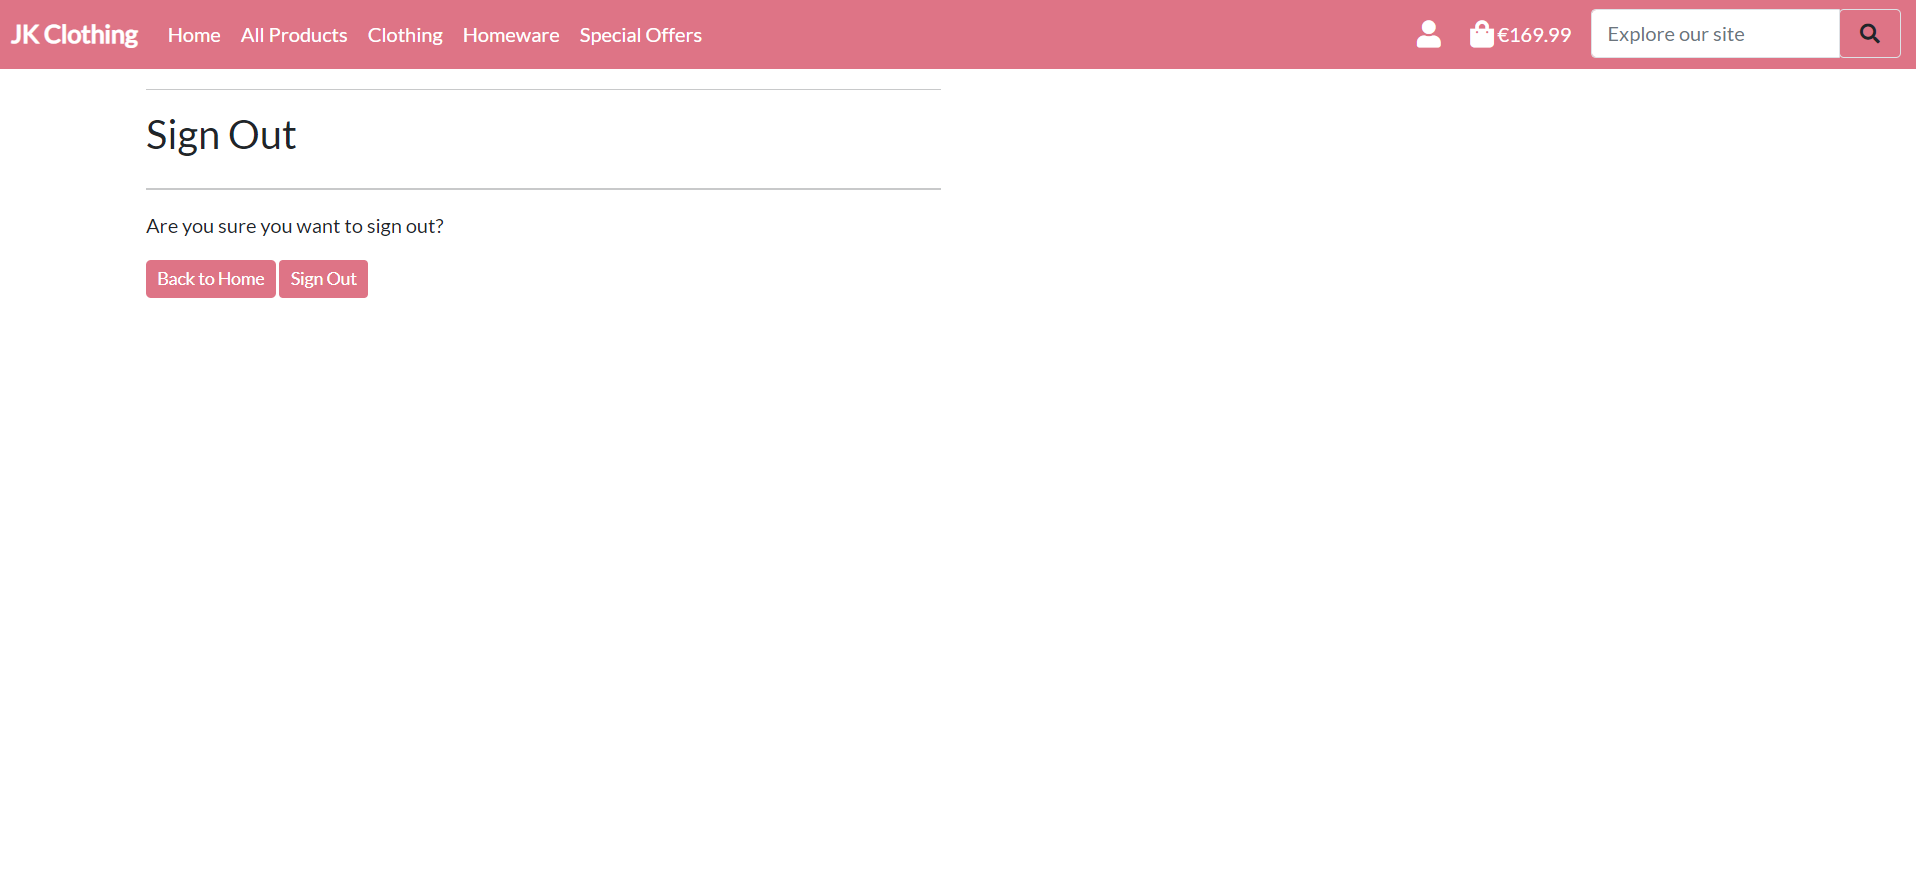 JK Clothing Home All Products Clothing Homeware Special Offers €169.99 Explore our site
Sign Out
Are you sure you want to sign out?
Back to Home Sign Out